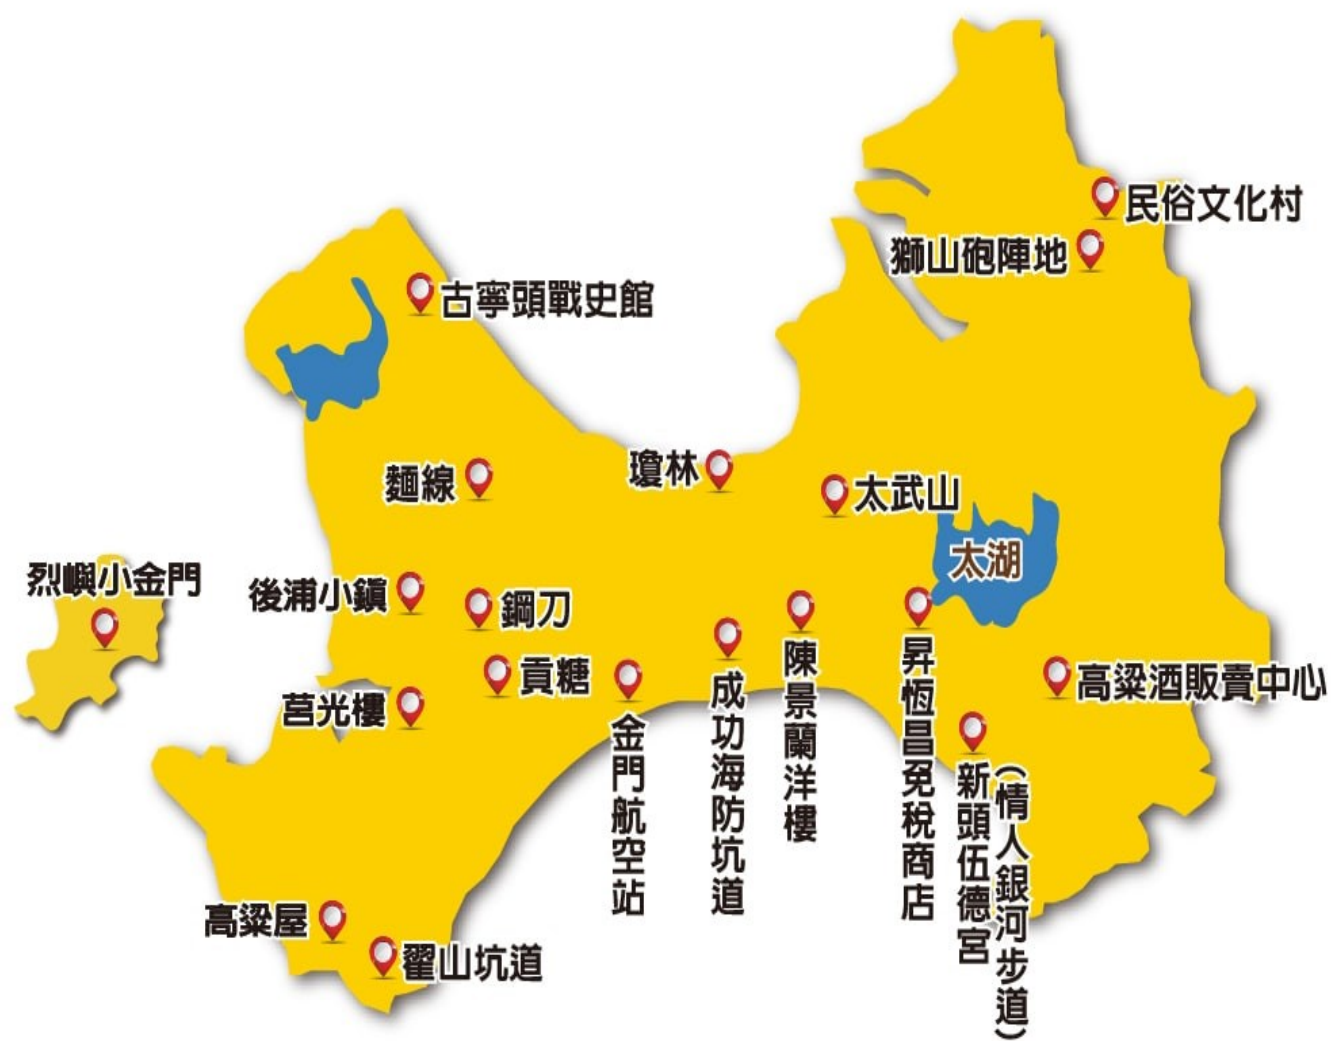 民俗文化村
獅山砲陣地
古寧頭戰史館
麵線
瓊林
太武山
太湖
烈嶼小金門
後浦小鎮
鋼刀
貢糖
莒光樓
金門航空站
成功海防坑道
陳景蘭洋樓
昇恆昌免稅商店
高粱酒販賣中心
新頭伍德宮
(情人銀河步道)
高粱屋
翟山坑道